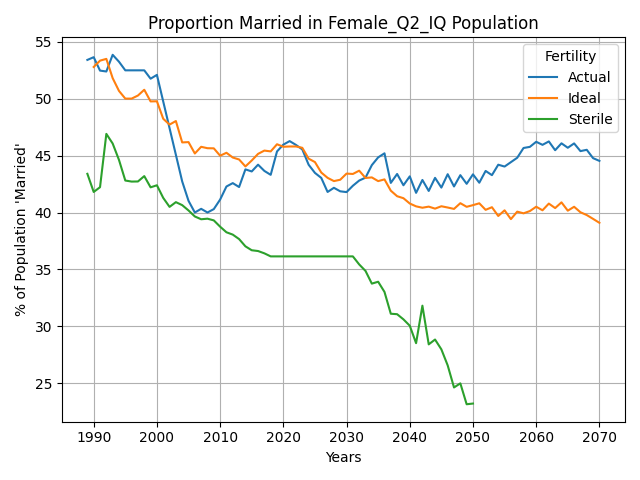 Proportion Married in Female_Q2_IQ Population
% of Population 'Married'
55
50
45
40
35
30
25
Fertility
Actual
Ideal
Sterile
1990 2000 2010 2020 2030 2040 2050 2060 2070
Years